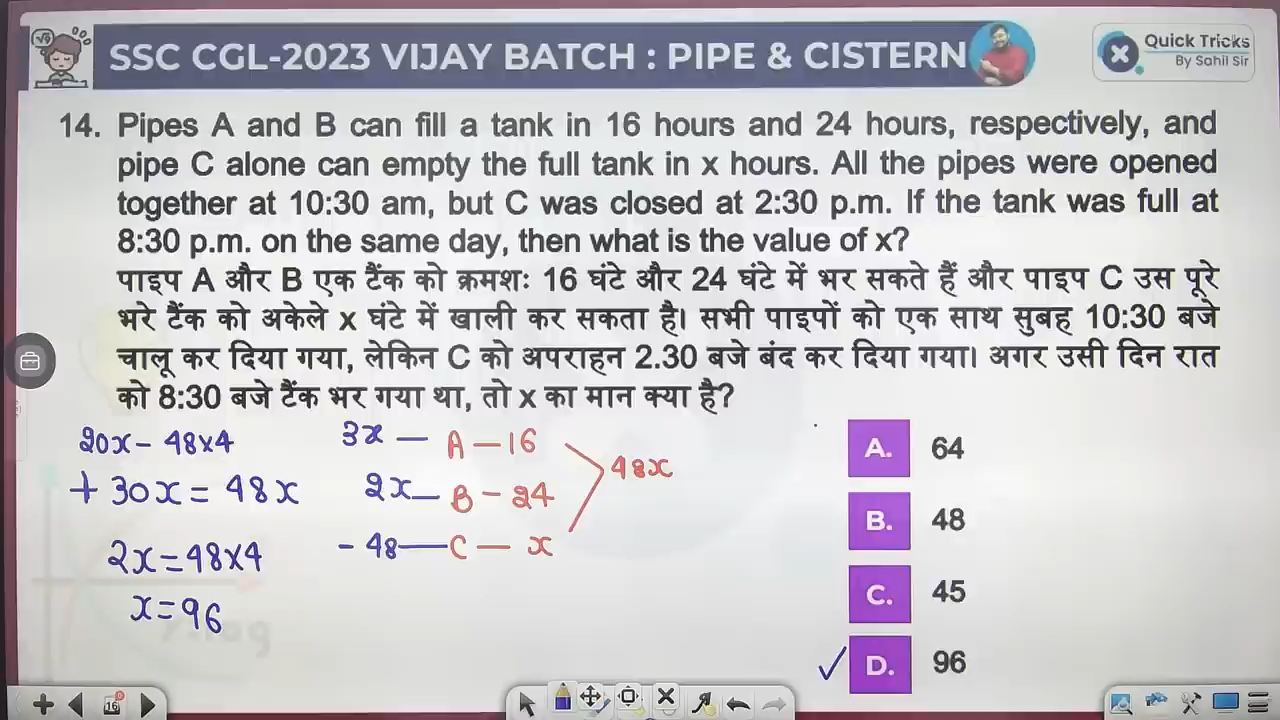 SSC CGL-2023 VIJAY BATCH : PIPE & CISTERN
Quick Tricks
By Sahil Sir
14. Pipes A and B can fill a tank in 16 hours and 24 hours, respectively, and
pipe C alone can empty the full tank in x hours. All the pipes were opened
together at 10:30 am, but C was closed at 2:30 p.m. If the tank was full at
8:30 p.m. on the same day, then what is the value of x?
पाइप A और B एक टैंक को क्रमशः 16 घंटे और 24 घंटे में भर सकते हैं और पाइप C उस पूरे
भरे टैंक को अकेले x घंटे में खाली कर सकता है। सभी पाइपों को एक साथ सुबह 10:30 बजे
चालू कर दिया गया, लेकिन C को अपराहन 2.30 बजे बंद कर दिया गया। अगर उसी दिन रात
को 8:30 बजे टैंक भर गया था, तो x का मान क्या है?
20x - 48x4
+ 30x = 48x
2x = 48x4
x = 96
3x — A — 16
2x — B - 24
- 48 — C — x
48x
A. 64
B. 48
C. 45
✓ D. 96
16